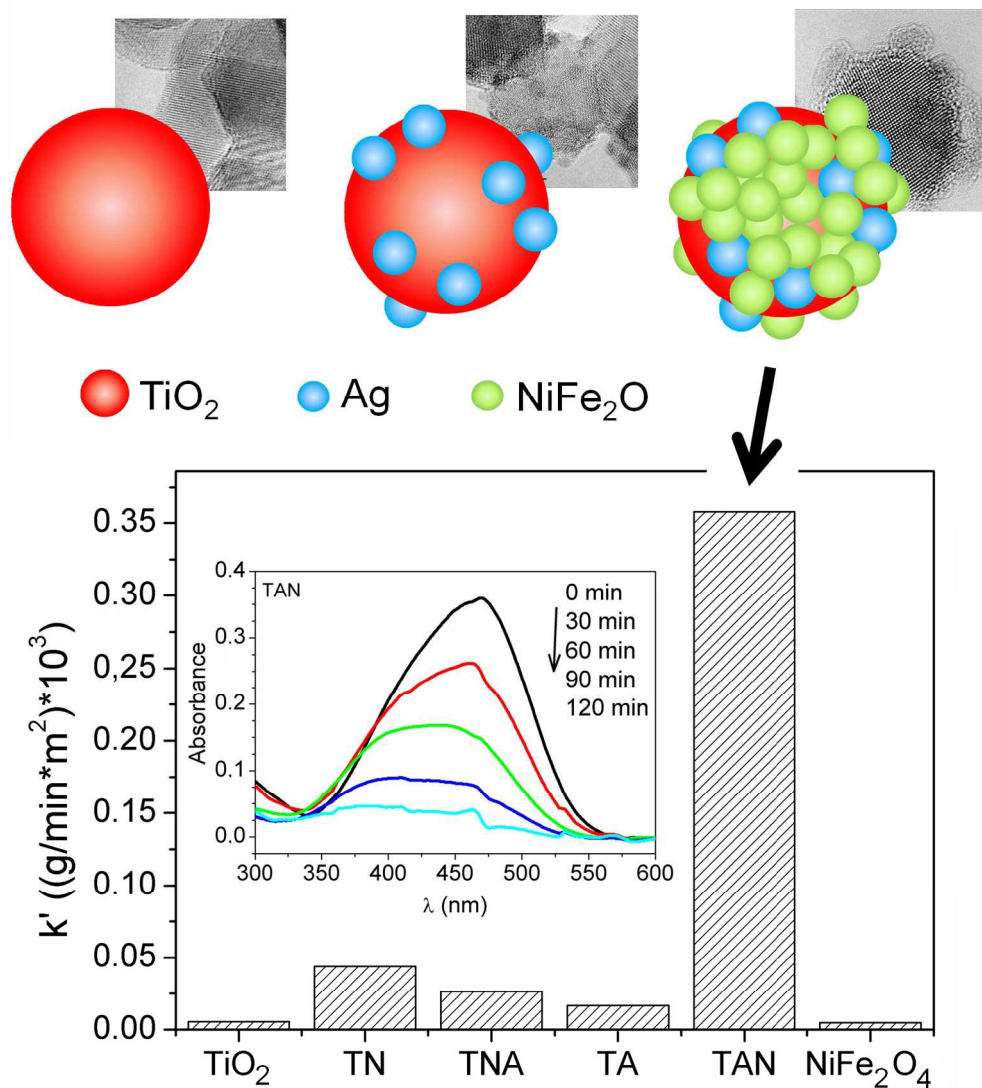 TiO₂ Ag NiFe₂O
k' ((g/min*m²)*10³)
0.35
0.30
0.25
0.20
0.15
0.10
0.05
0.00
TAN
0 min
30 min
60 min
90 min
120 min
Absorbance
0.4
0.3
0.2
0.1
0.0
300 350 400 450 500 550 600
λ (nm)
TiO₂ TN TNA TA TAN NiFe₂O₄